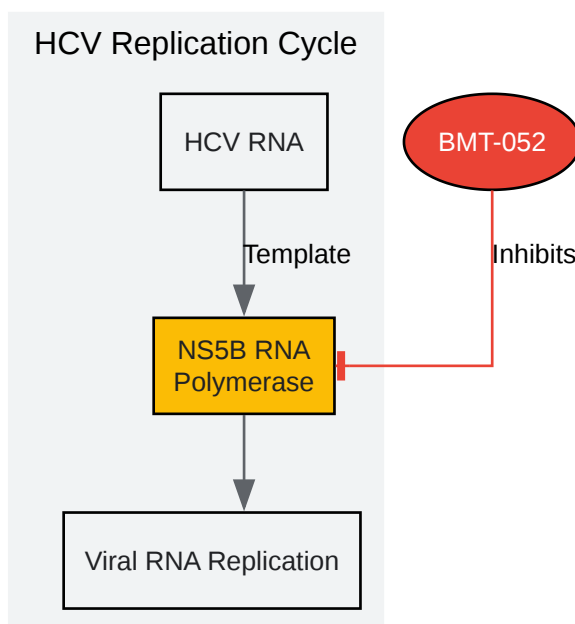 HCV Replication Cycle
HCV RNA
BMT-052
Template
Inhibits
NS5B RNA
Polymerase
Viral RNA Replication